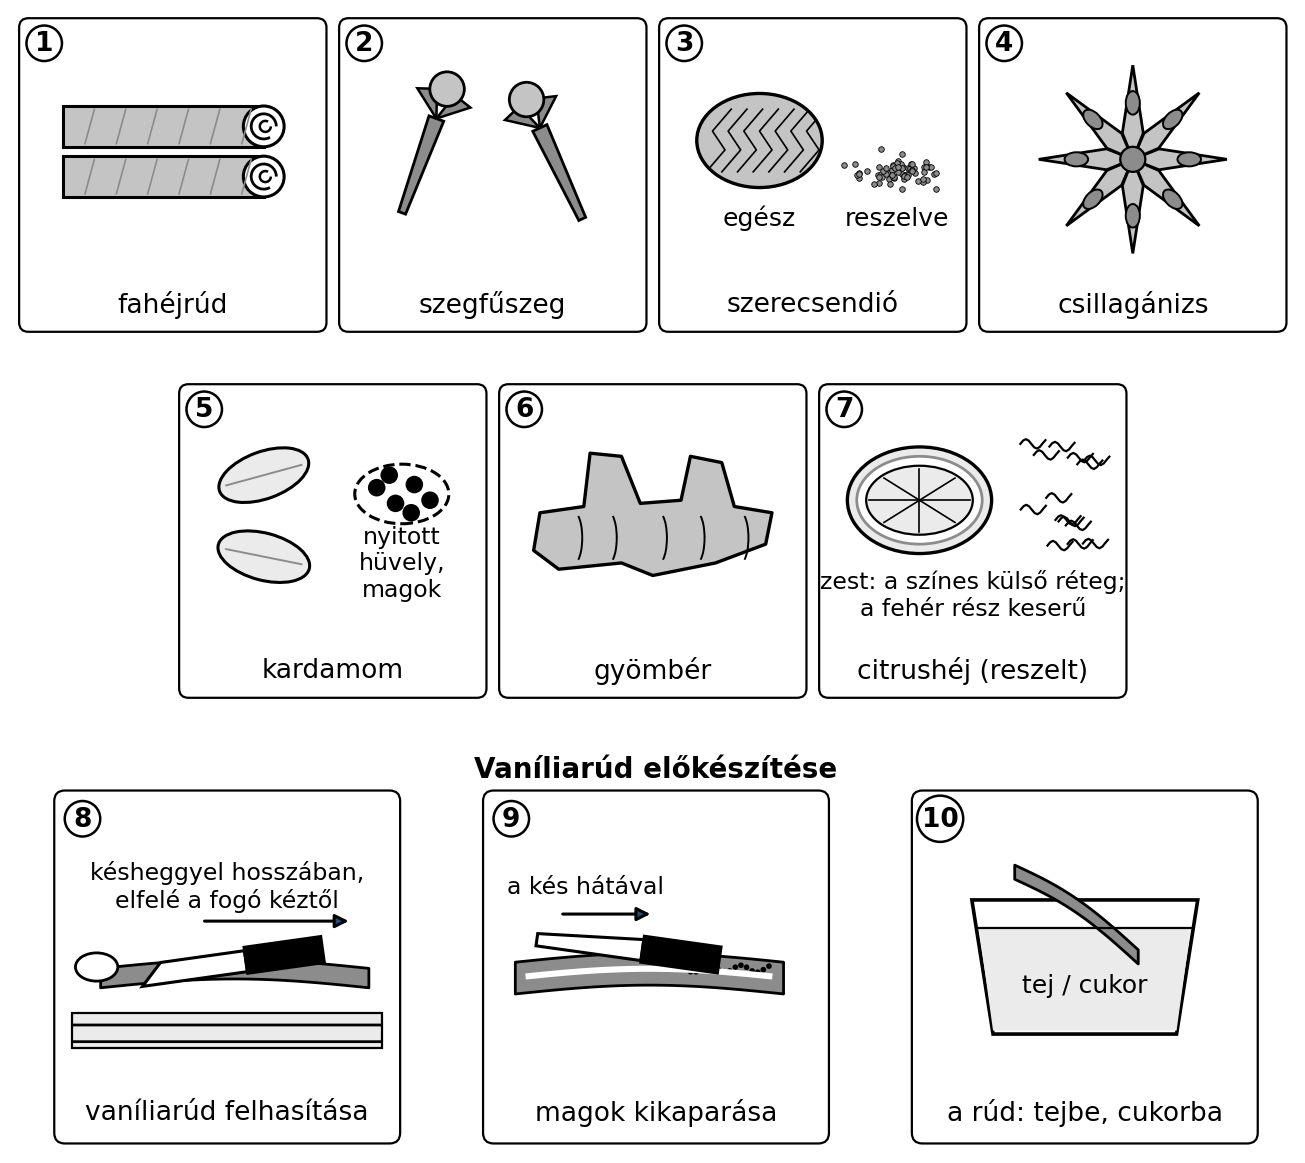 1
fahéjrúd
2
szegfűszeg
3
egész
reszelve
szerecsendió
4
csillagánizs
5
nyitott
hüvely,
magok
kardamom
6
gyömbér
7
zest: a színes külső réteg;
a fehér rész keserű
citrushéj (reszelt)
Vaníliarúd előkészítése
8
késheggyel hosszában,
elfelé a fogó kéztől
vaníliarúd felhasítása
9
a kés hátával
magok kikaparása
10
tej / cukor
a rúd: tejbe, cukorba